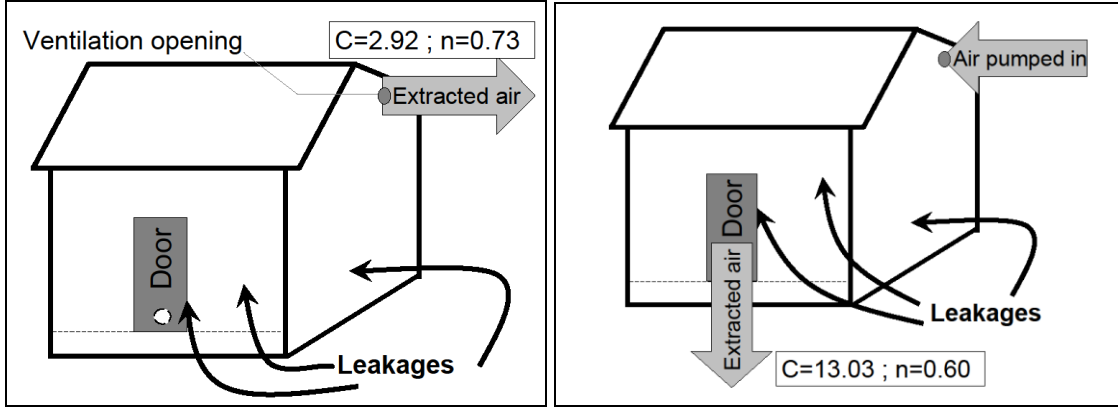 Ventilation opening
C=2.92 ; n=0.73
Extracted air
Door
Leakages
Air pumped in
Door
Extracted air
Leakages
C=13.03 ; n=0.60